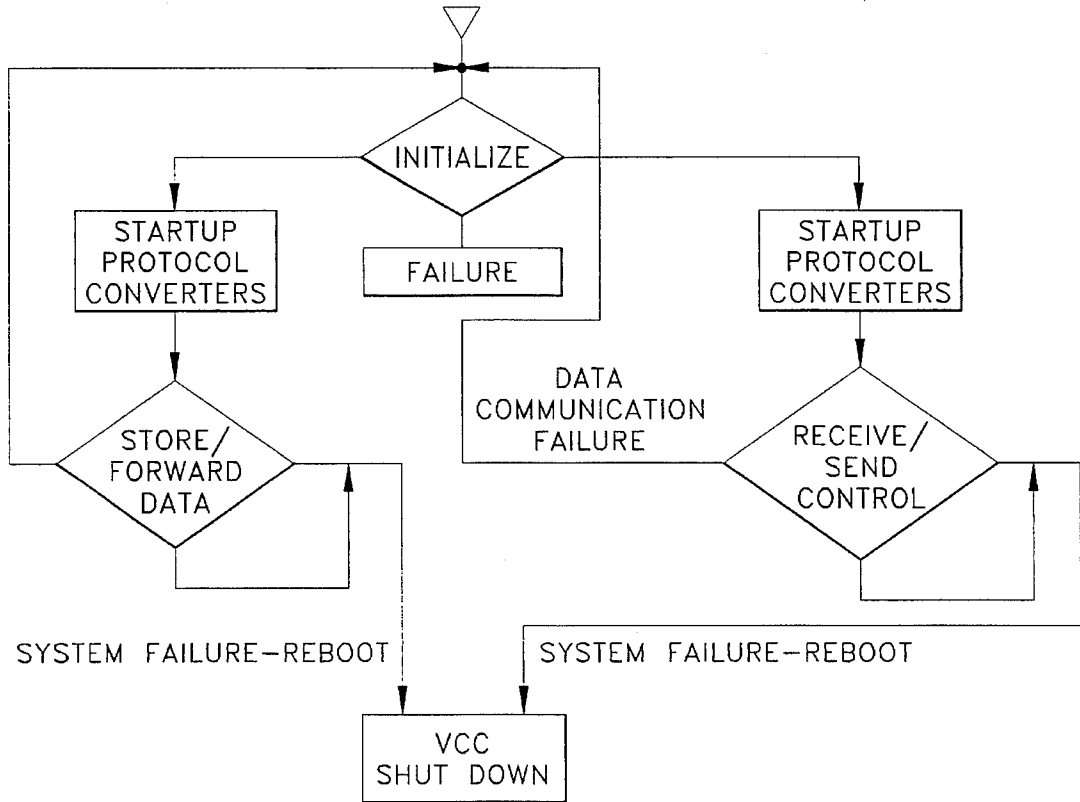 INITIALIZE
STARTUP
PROTOCOL
CONVERTERS
FAILURE
STARTUP
PROTOCOL
CONVERTERS
STORE/
FORWARD
DATA
DATA
COMMUNICATION
FAILURE
RECEIVE/
SEND
CONTROL
SYSTEM FAILURE-REBOOT
SYSTEM FAILURE-REBOOT
VCC
SHUT DOWN